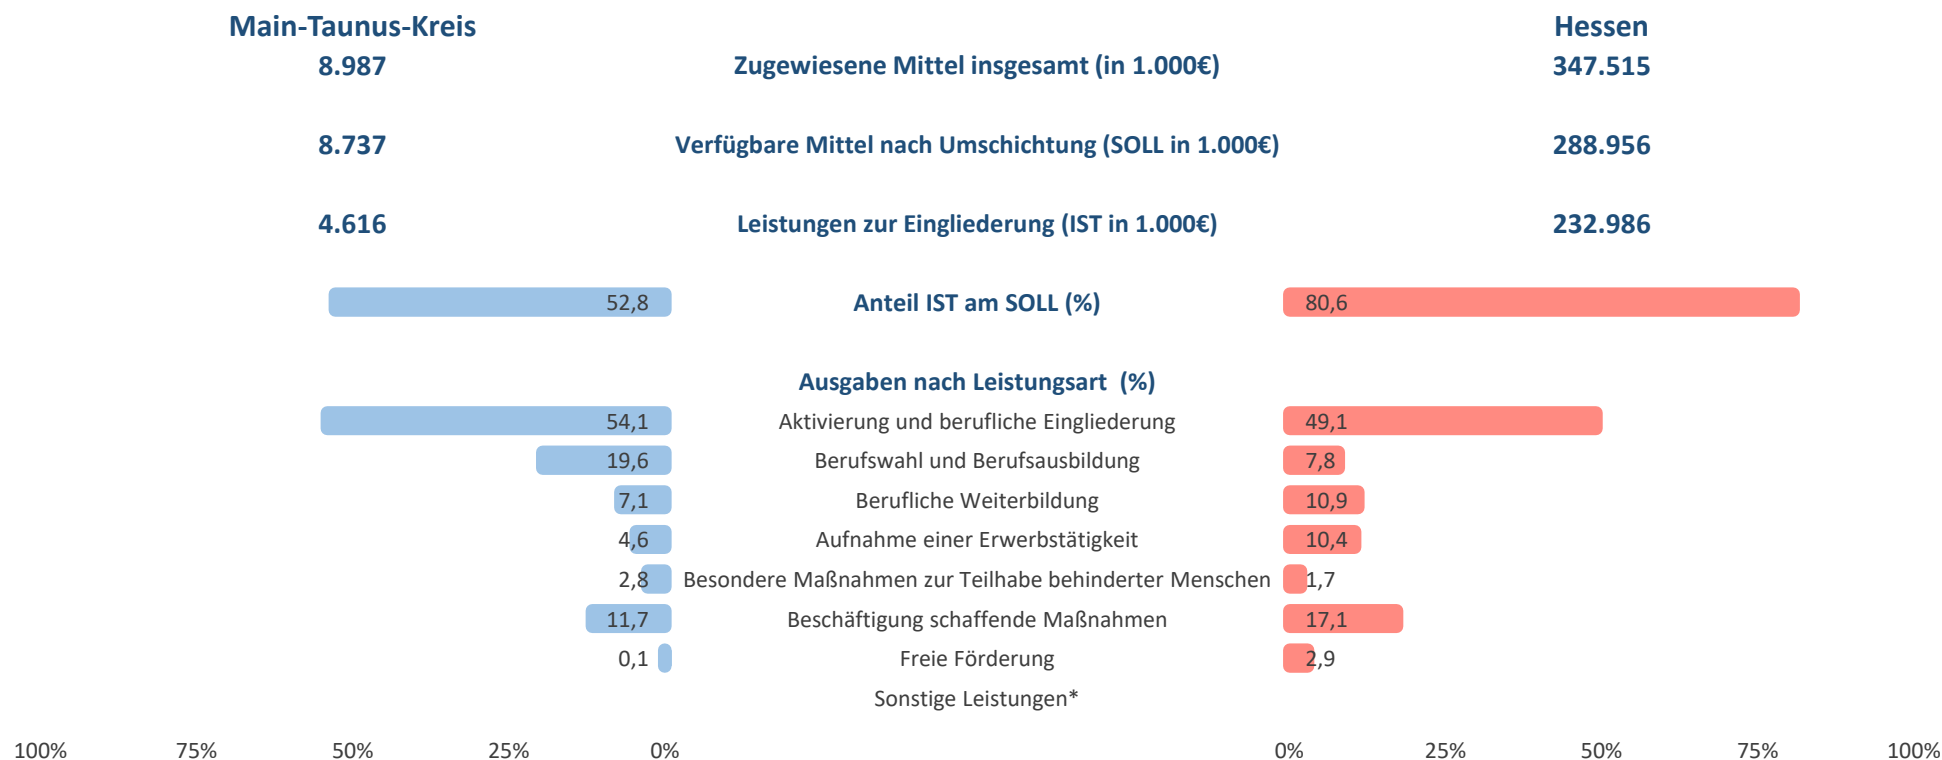 Main-Taunus-Kreis Hessen
8.987 Zugewiesene Mittel insgesamt (in 1.000€) 347.515
8.737 Verfügbare Mittel nach Umschichtung (SOLL in 1.000€) 288.956
4.616 Leistungen zur Eingliederung (IST in 1.000€) 232.986
52,8 Anteil IST am SOLL (%) 80,6
Ausgaben nach Leistungsart (%)
54,1 Aktivierung und berufliche Eingliederung 49,1
19,6 Berufswahl und Berufsausbildung 7,8
7,1 Berufliche Weiterbildung 10,9
4,6 Aufnahme einer Erwerbstätigkeit 10,4
2,8 Besondere Maßnahmen zur Teilhabe behinderter Menschen 1,7
11,7 Beschäftigung schaffende Maßnahmen 17,1
0,1 Freie Förderung 2,9
Sonstige Leistungen*
100% 75% 50% 25% 0% 0% 25% 50% 75% 100%